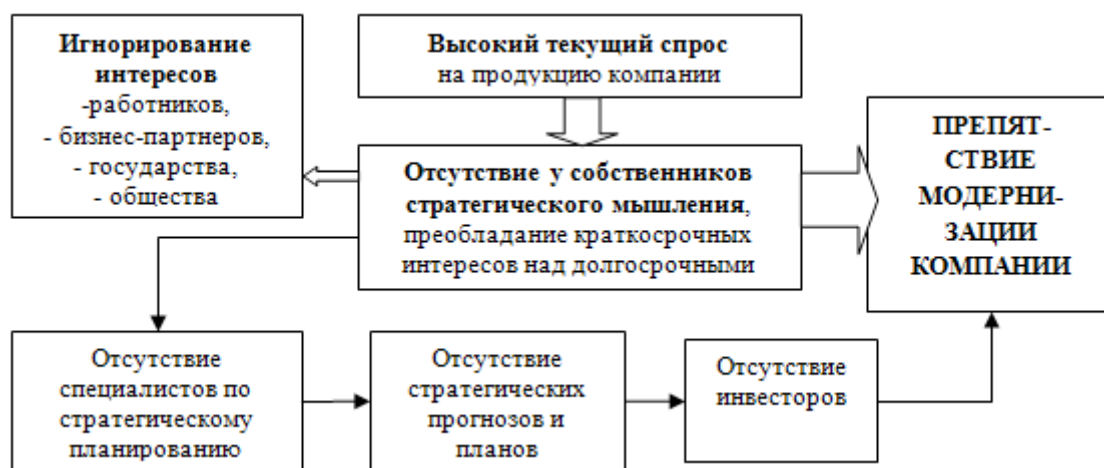 Игнорирование
интересов
-работников,
- бизнес-партнеров,
- государства,
- общества
Высокий текущий спрос
на продукцию компании
Отсутствие у собственников
стратегического мышления,
преобладание краткосрочных
интересов над долгосрочными
ПРЕПЯТ-
СТВИЕ
МОДЕРНИ-
ЗАЦИИ
КОМПАНИИ
Отсутствие
специалистов по
стратегическому
планированию
Отсутствие
стратегических
прогнозов и
планов
Отсутствие
инвесторов